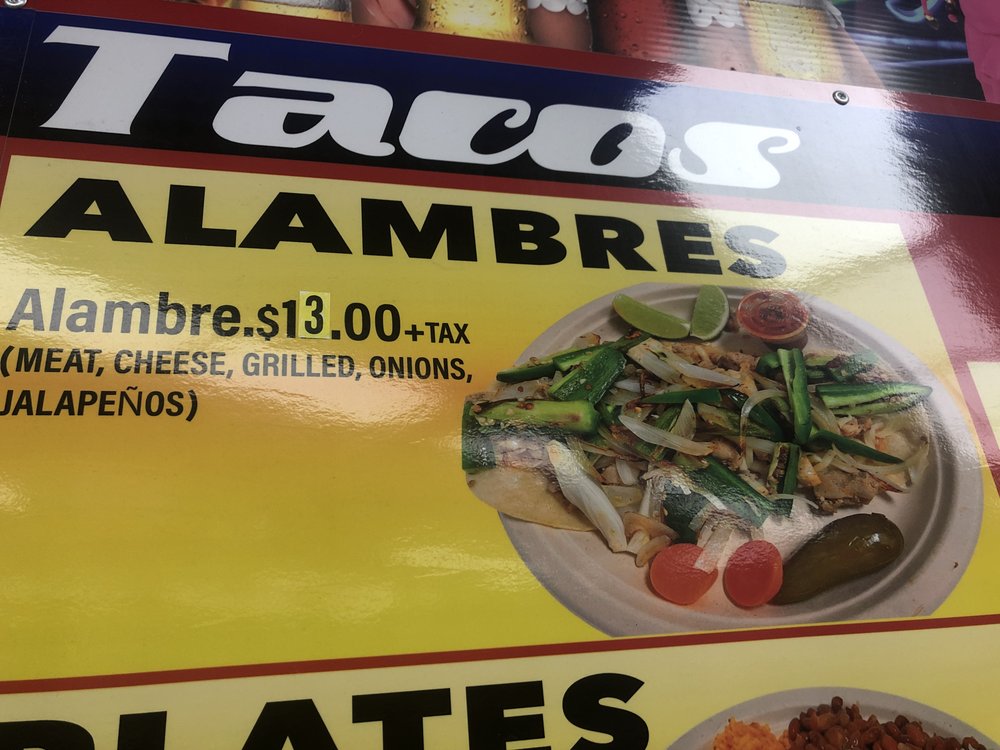 Tacos
ALAMBRES
Alambre.$13.00+TAX
(MEAT, CHEESE, GRILLED, ONIONS,
JALAPEÑOS)
PLATES